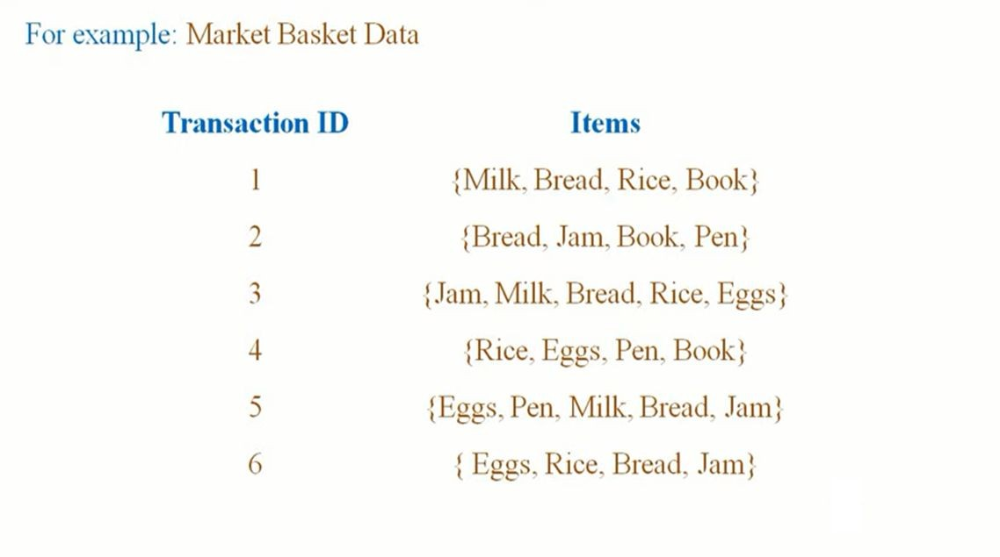 For example: Market Basket Data
Transaction ID Items
1 {Milk, Bread, Rice, Book}
2 {Bread, Jam, Book, Pen}
3 {Jam, Milk, Bread, Rice, Eggs}
4 {Rice, Eggs, Pen, Book}
5 {Eggs, Pen, Milk, Bread, Jam}
6 { Eggs, Rice, Bread, Jam}